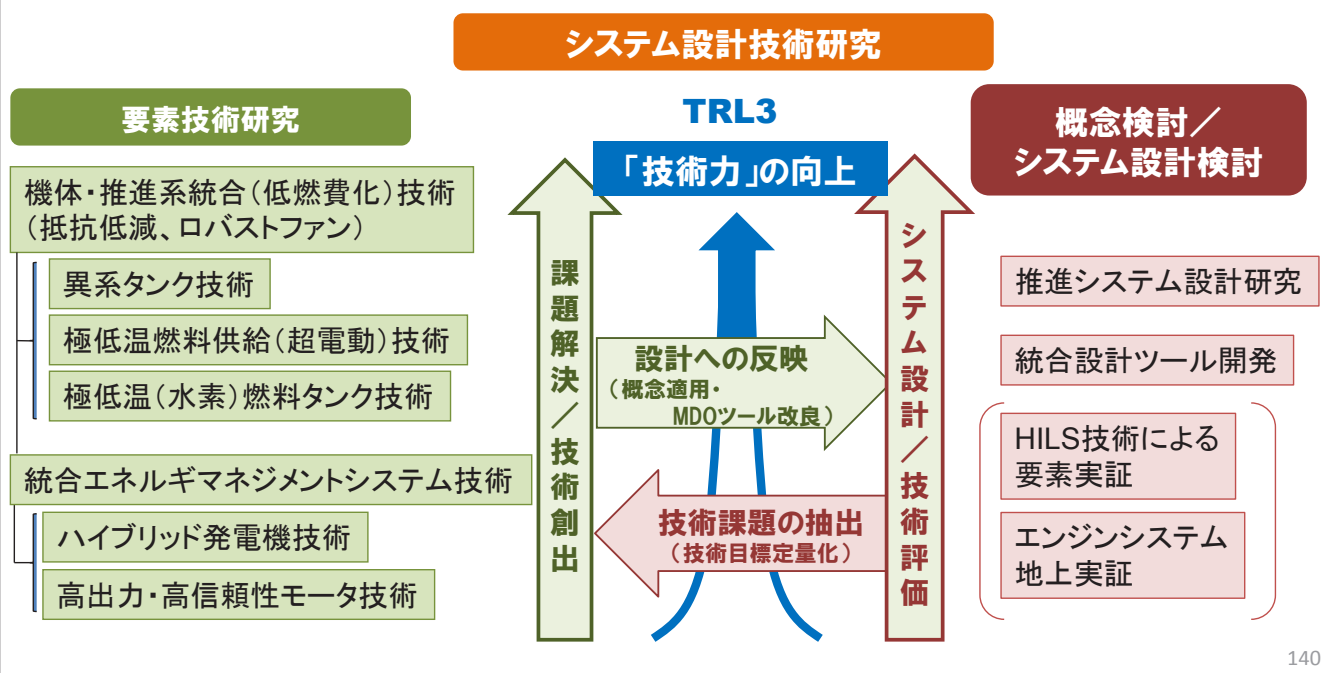 システム設計技術研究
要素技術研究
機体・推進系統合(低燃費化)技術
(抵抗低減、ロバストファン)
異系タンク技術
極低温燃料供給(超電動)技術
極低温(水素)燃料タンク技術
統合エネルギマネジメントシステム技術
ハイブリッド発電機技術
高出力・高信頼性モータ技術
TRL3
「技術力」の向上
課題解決/技術創出
設計への反映
(概念適用・
MDOツール改良)
技術課題の抽出
(技術目標定量化)
システム設計/技術評価
概念検討/
システム設計検討
推進システム設計研究
統合設計ツール開発
HILS技術による
要素実証
エンジンシステム
地上実証
140